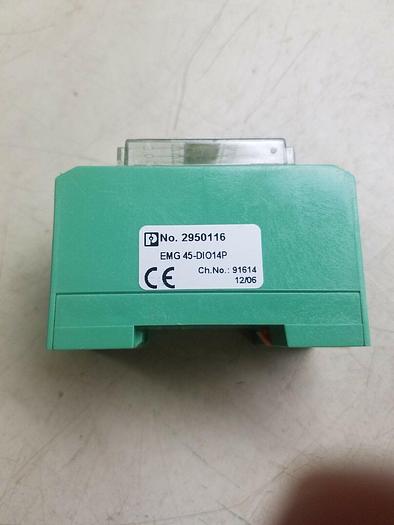 No. 2950116
EMG 45-DIO14P
CE Ch.No.: 91614
12/06